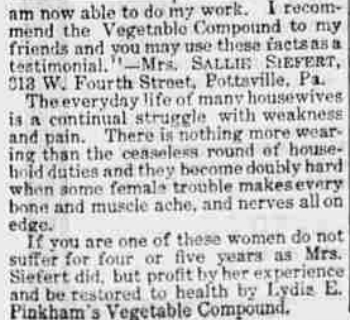 am now able to do my work. I recom-
mend the Vegetable Compound to my
friends and you may use these facts as a
testimonial."—Mrs. SALLIE SIEFERT,
313 W. Fourth Street, Pottsville, Pa.
The everyday life of many housewives
is a continual struggle with weakness
and pain. There is nothing more wear-
ing than the ceaseless round of house-
hold duties and they become doubly hard
when some female trouble makes every
bone and muscle ache, and nerves all on
edge.
If you are one of these women do not
suffer for four or five years as Mrs.
Siefert did, but profit by her experience
and be restored to health by Lydia E.
Pinkham's Vegetable Compound.